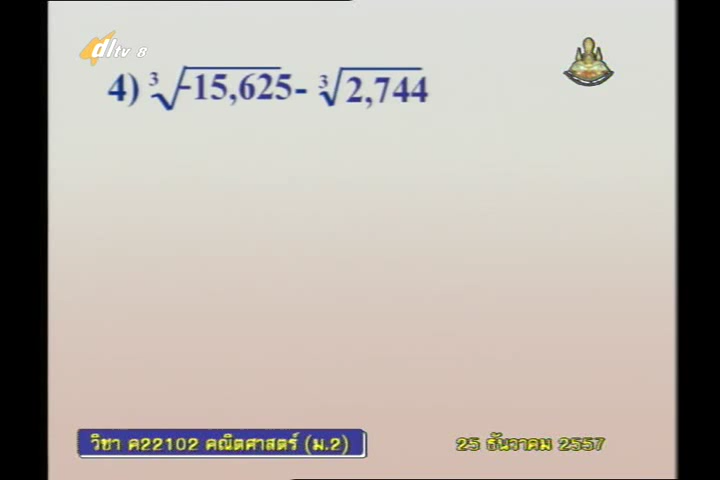 dltv 8
4) ∛-15,625 - ∛2,744
วิชา ค22102 คณิตศาสตร์ (ม.2)
25 ธันวาคม 2557